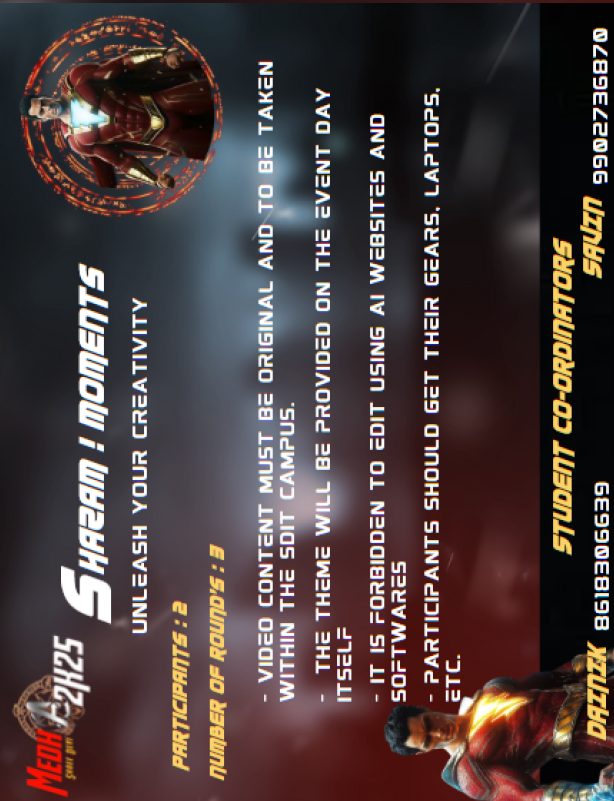 MEDHA 2K25
SHAZAM ! MOMENTS
UNLEASH YOUR CREATIVITY
PARTICIPANTS : 2
NUMBER OF ROUND'S : 3
- VIDEO CONTENT MUST BE ORIGINAL AND TO BE TAKEN
WITHIN THE SDIT CAMPUS.
- THE THEME WILL BE PROVIDED ON THE EVENT DAY
ITSELF
- IT IS FORBIDDEN TO EDIT USING AI WEBSITES AND
SOFTWARES
- PARTICIPANTS SHOULD GET THEIR GEARS, LAPTOPS,
ETC.
STUDENT CO-ORDINATORS
DAINIK 8618306639
SAVIN 9902736870